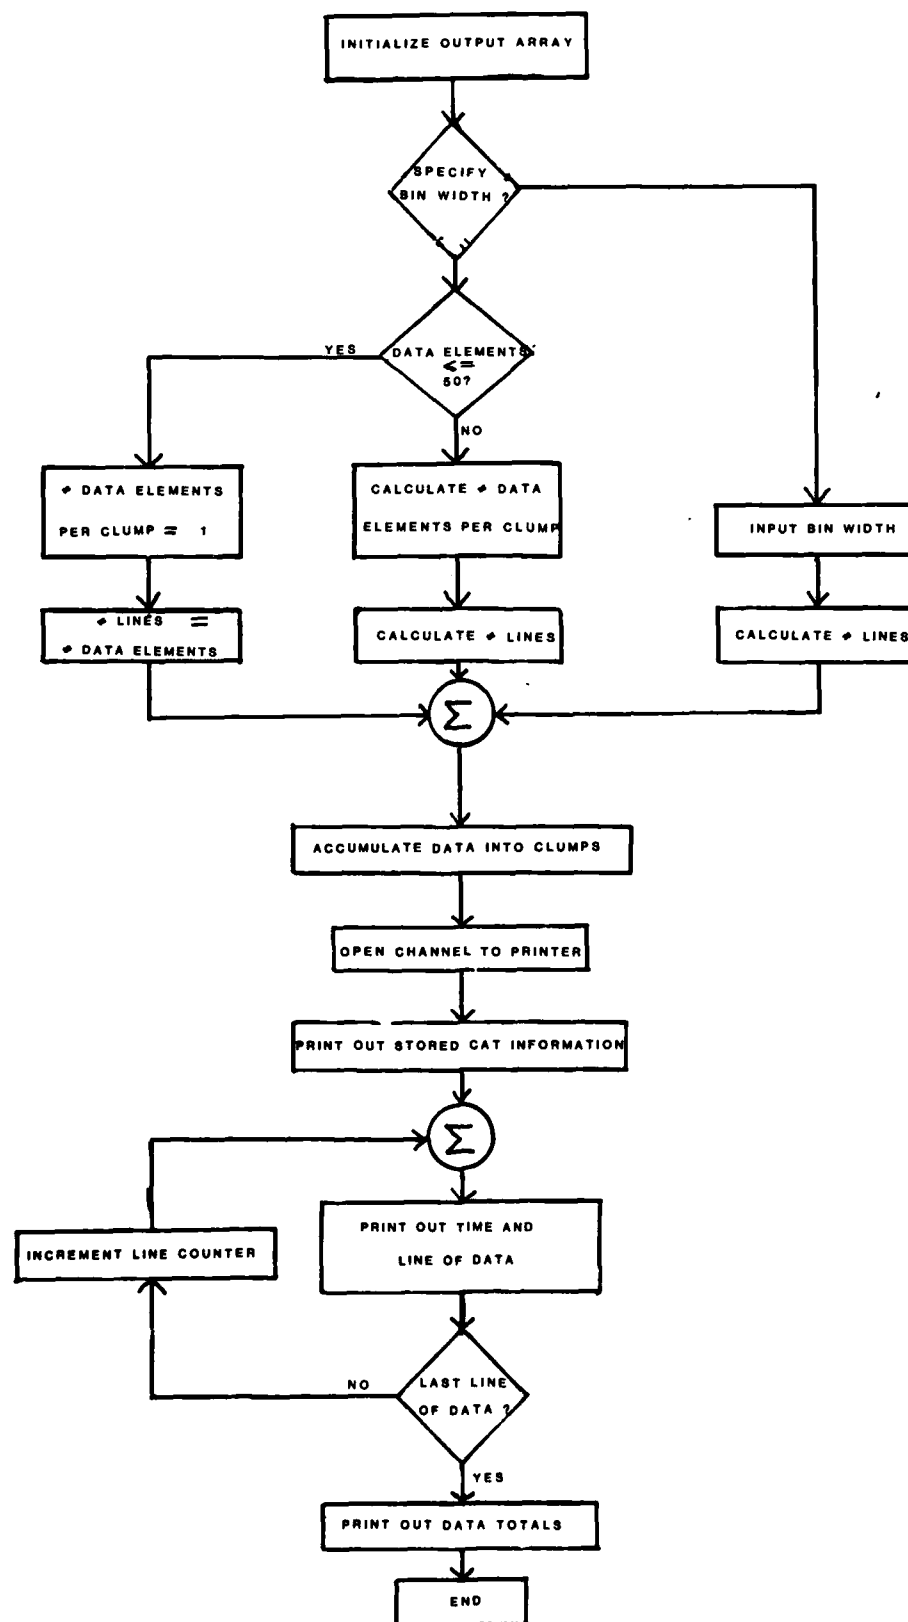 INITIALIZE OUTPUT ARRAY
SPECIFY
BIN WIDTH ?
YES
DATA ELEMENTS
<=
50?
NO
# DATA ELEMENTS
PER CLUMP = 1
CALCULATE # DATA
ELEMENTS PER CLUMP
INPUT BIN WIDTH
# LINES =
# DATA ELEMENTS
CALCULATE # LINES
CALCULATE # LINES
Σ
ACCUMULATE DATA INTO CLUMPS
OPEN CHANNEL TO PRINTER
PRINT OUT STORED CAT INFORMATION
Σ
PRINT OUT TIME AND
LINE OF DATA
INCREMENT LINE COUNTER
NO
LAST LINE
OF DATA ?
YES
PRINT OUT DATA TOTALS
END